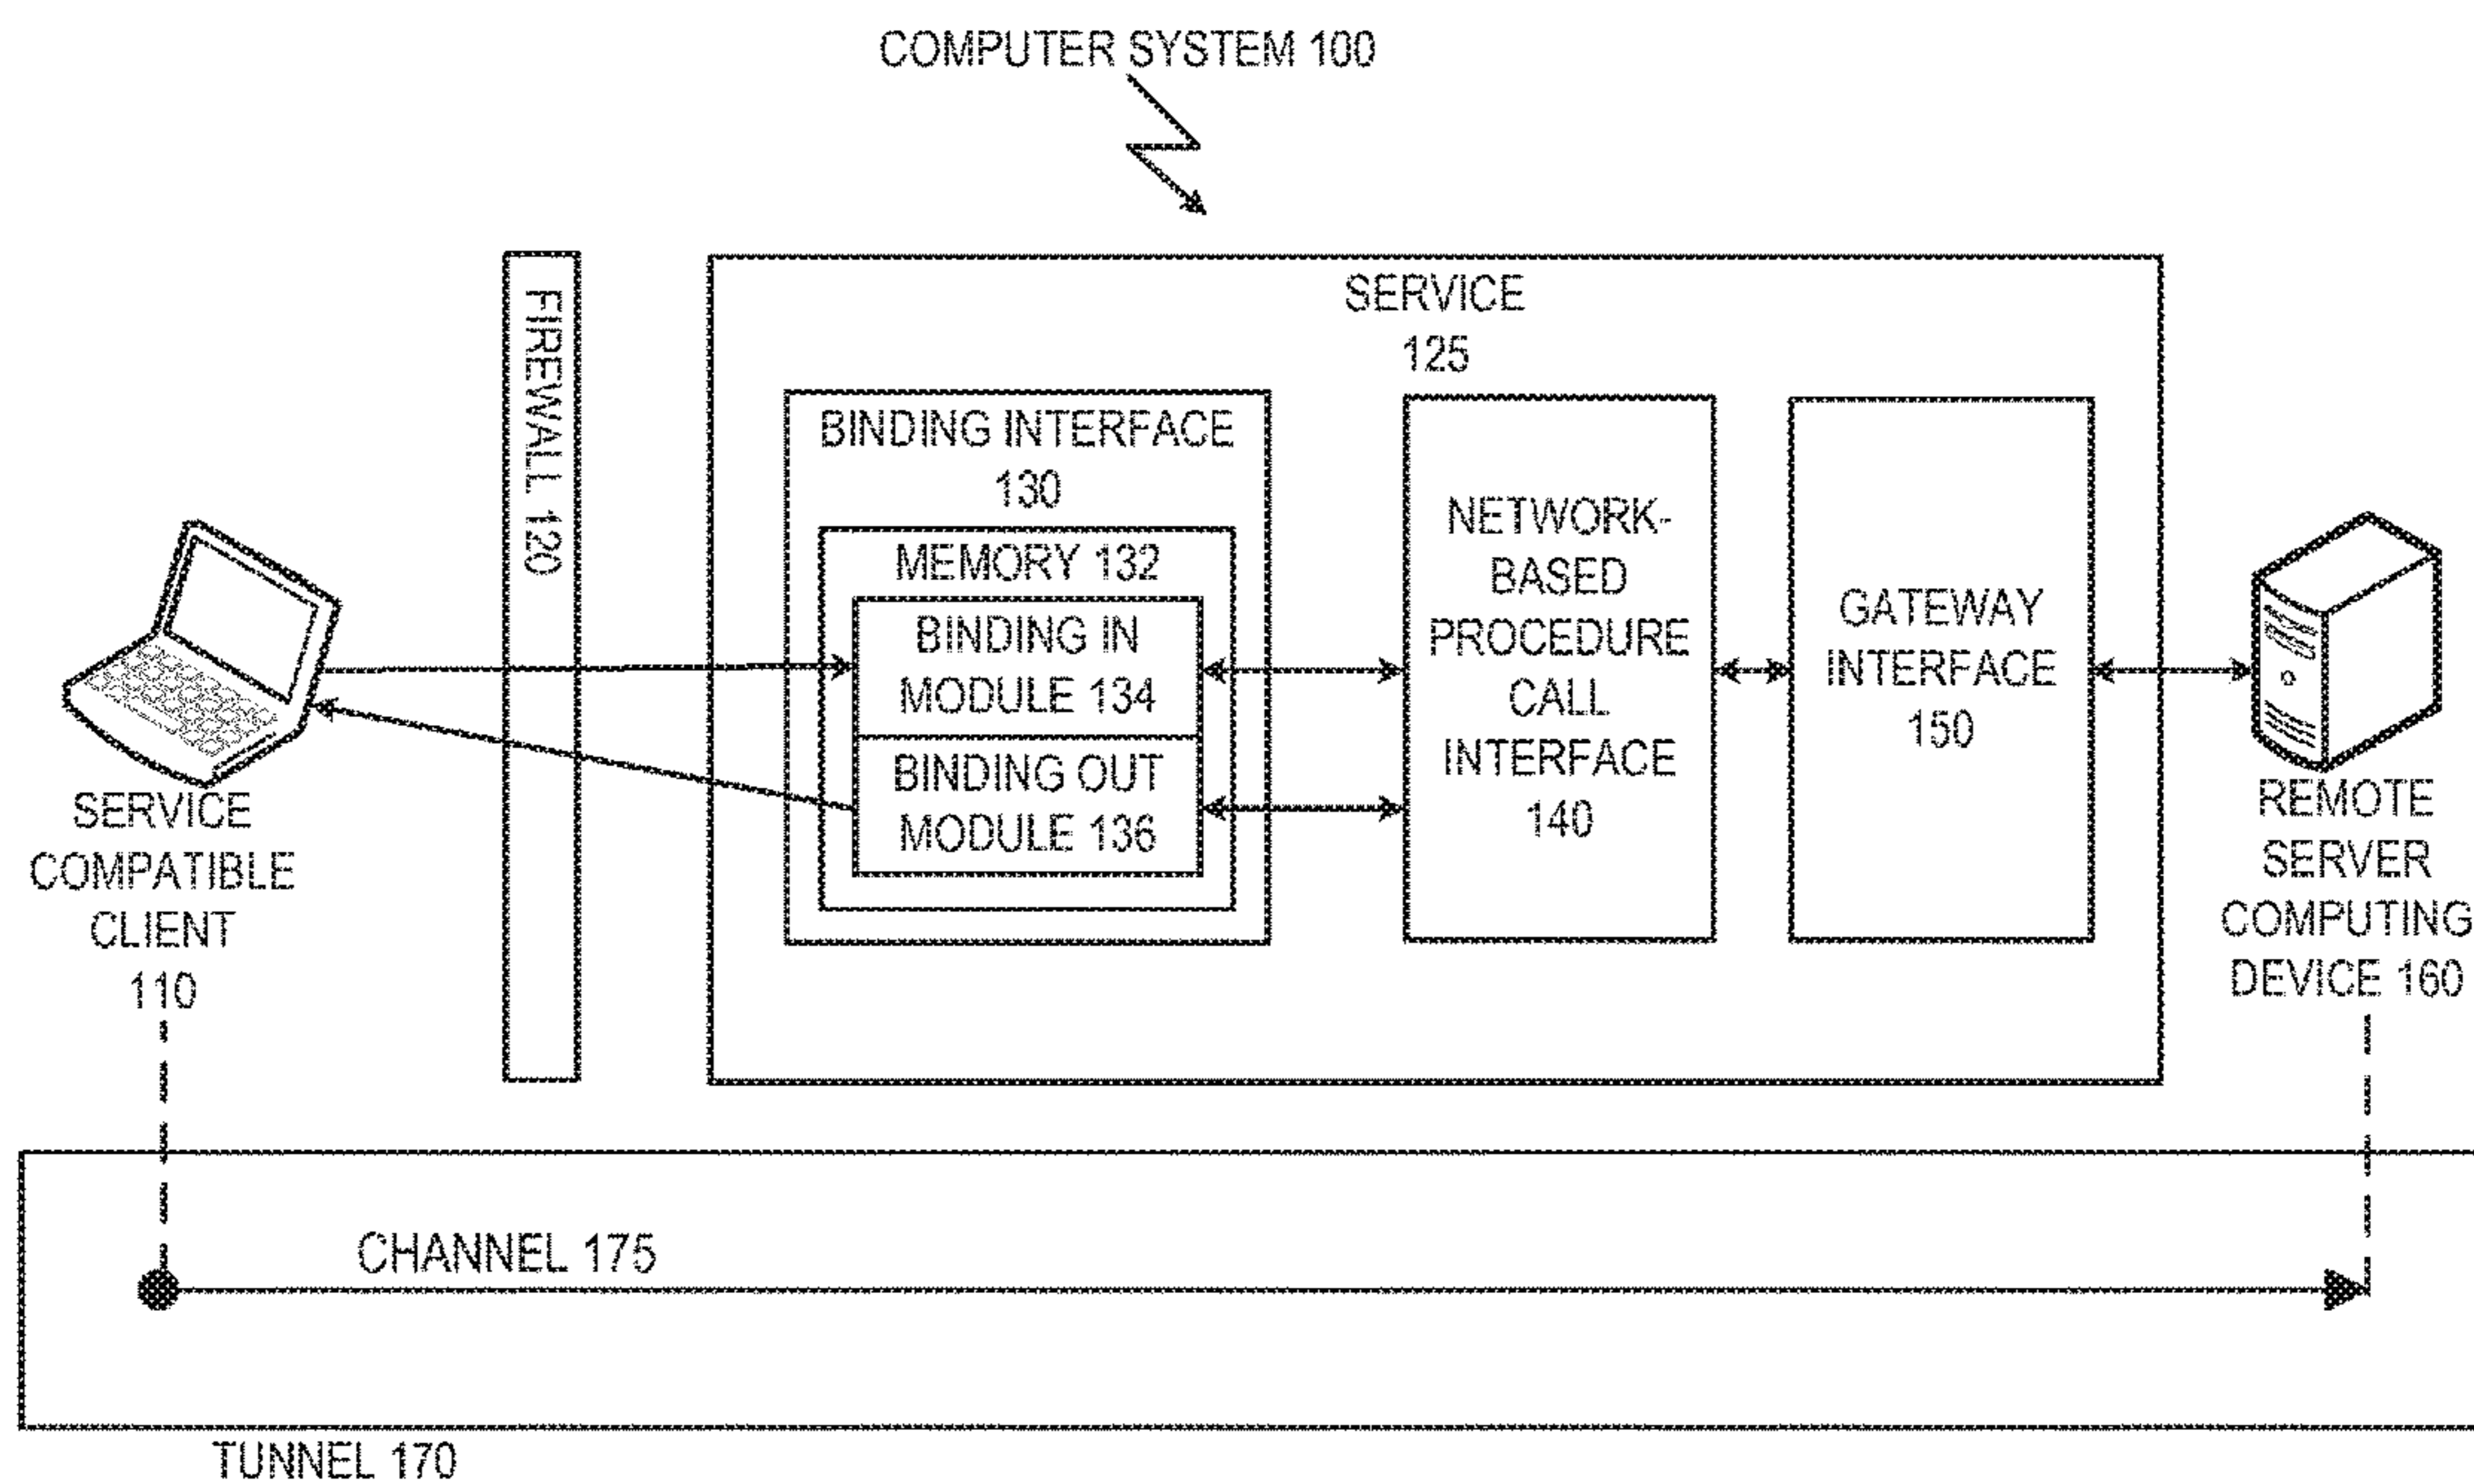 COMPUTER SYSTEM 100
SERVICE
125
FIREWALL 120
BINDING INTERFACE
130
MEMORY 132
BINDING IN
MODULE 134
BINDING OUT
MODULE 136
NETWORK-
BASED
PROCEDURE
CALL
INTERFACE
140
GATEWAY
INTERFACE
150
SERVICE
COMPATIBLE
CLIENT
110
REMOTE
SERVER
COMPUTING
DEVICE 160
CHANNEL 175
TUNNEL 170